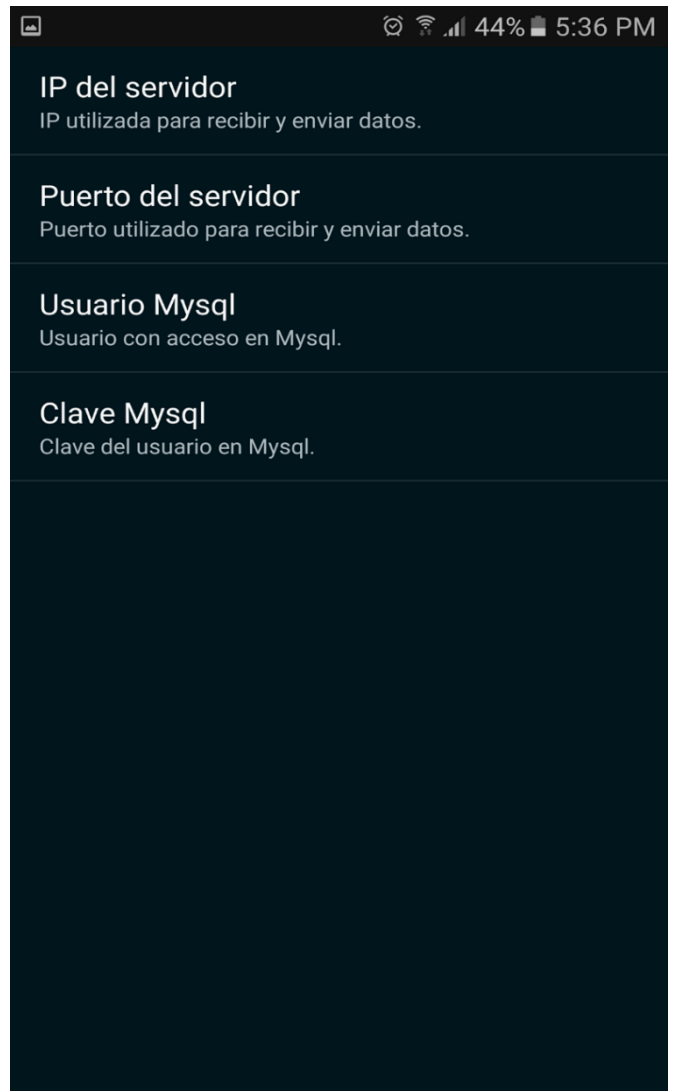 44% 5:36 PM
IP del servidor
IP utilizada para recibir y enviar datos.
Puerto del servidor
Puerto utilizado para recibir y enviar datos.
Usuario Mysql
Usuario con acceso en Mysql.
Clave Mysql
Clave del usuario en Mysql.